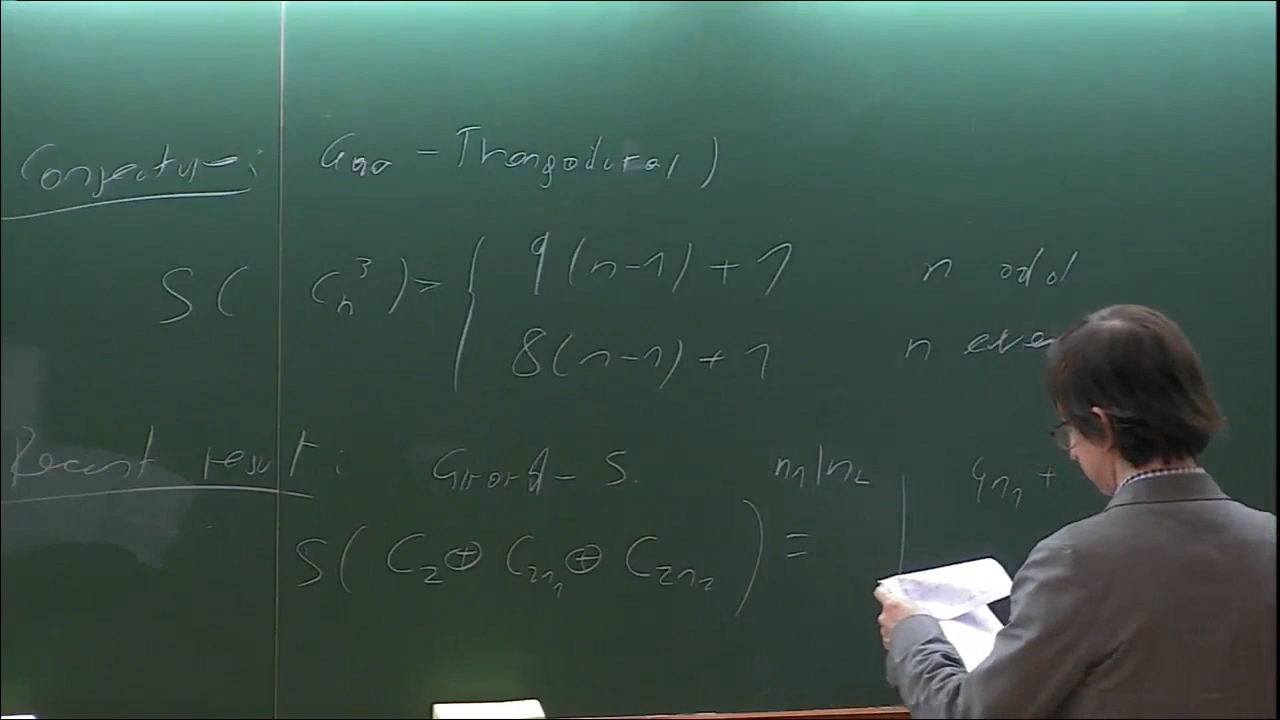 Conjecture: Gao - Thangadurai)
S( C_n^3 ) = { 9(n-1)+1 n odd
8(n-1)+1 n eve
Recent result: Girard - S. n_1|n_2 4n_1 +
S( C_2 ⊕ C_{2n_1} ⊕ C_{2n_2} ) =